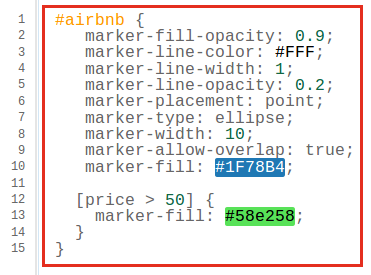 1 #airbnb {
2 marker-fill-opacity: 0.9;
3 marker-line-color: #FFF;
4 marker-line-width: 1;
5 marker-line-opacity: 0.2;
6 marker-placement: point;
7 marker-type: ellipse;
8 marker-width: 10;
9 marker-allow-overlap: true;
10 marker-fill: #1F78B4;
11
12 [price > 50] {
13 marker-fill: #58e258;
14 }
15 }